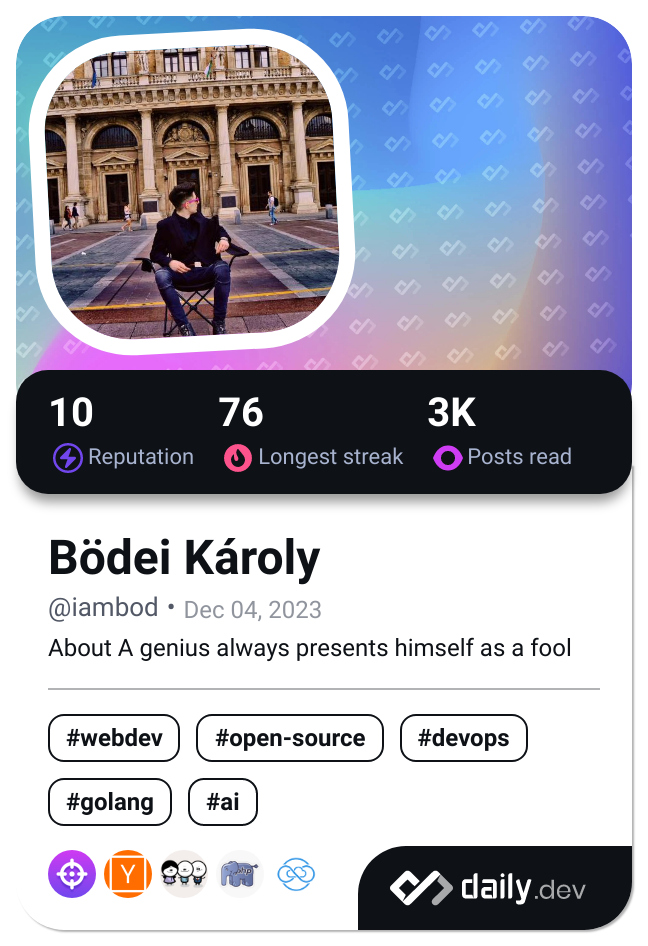 10 76 3K
Reputation Longest streak Posts read
Bödei Károly
@iambod • Dec 04, 2023
About A genius always presents himself as a fool
#webdev #open-source #devops
#golang #ai
Y php
daily.dev